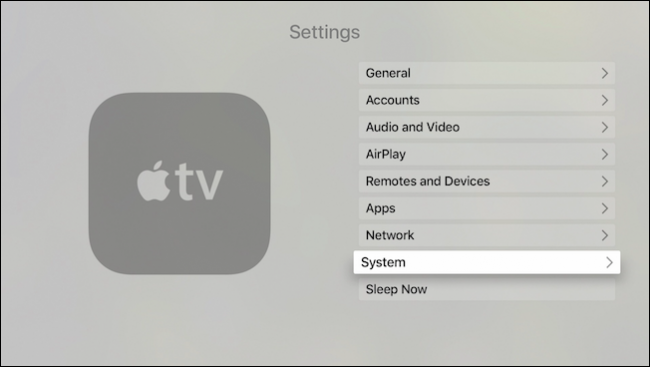 Settings
General
Accounts
Audio and Video
AirPlay
Remotes and Devices
Apps
Network
System
Sleep Now
tv